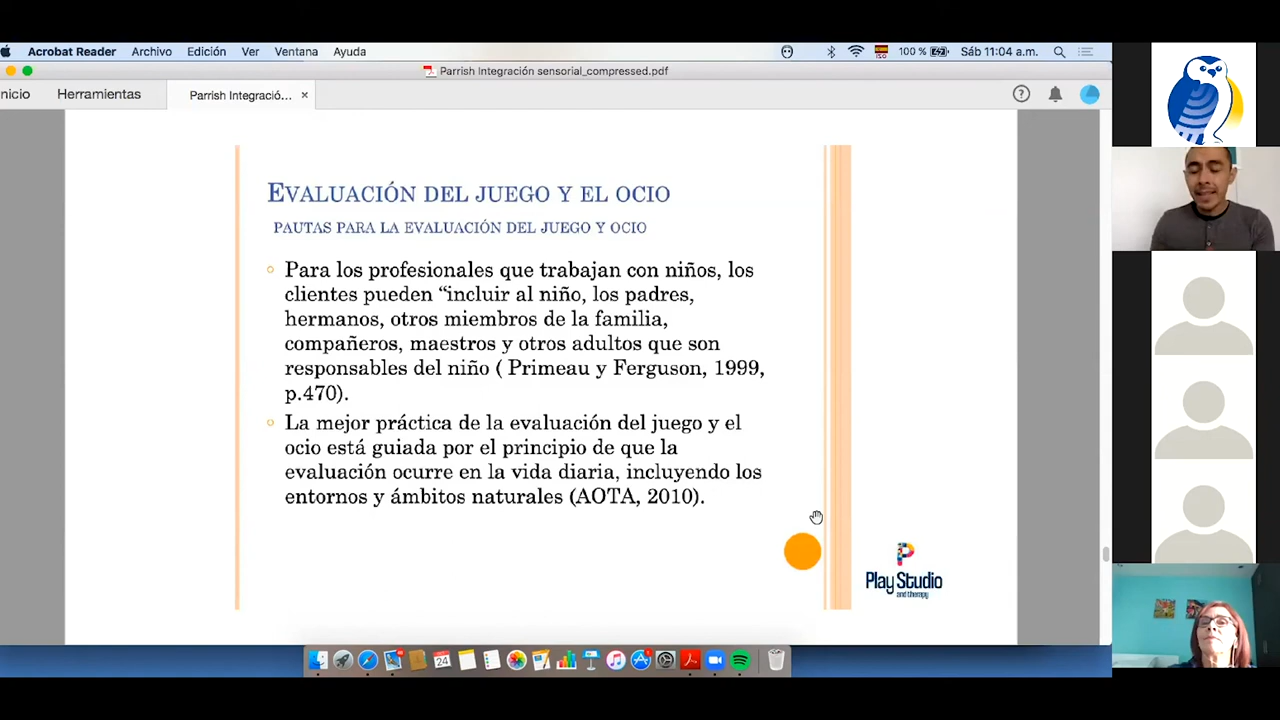 Acrobat Reader Archivo Edición Ver Ventana Ayuda
ISO
100 %
Sáb 11:04 a.m.
Parrish Integración sensorial_compressed.pdf
nicio Herramientas Parrish Integració... ×
EVALUACIÓN DEL JUEGO Y EL OCIO
PAUTAS PARA LA EVALUACIÓN DEL JUEGO Y OCIO
Para los profesionales que trabajan con niños, los
clientes pueden “incluir al niño, los padres,
hermanos, otros miembros de la familia,
compañeros, maestros y otros adultos que son
responsables del niño ( Primeau y Ferguson, 1999,
p.470).
La mejor práctica de la evaluación del juego y el
ocio está guiada por el principio de que la
evaluación ocurre en la vida diaria, incluyendo los
entornos y ámbitos naturales (AOTA, 2010).
Play Studio
and therapy
24